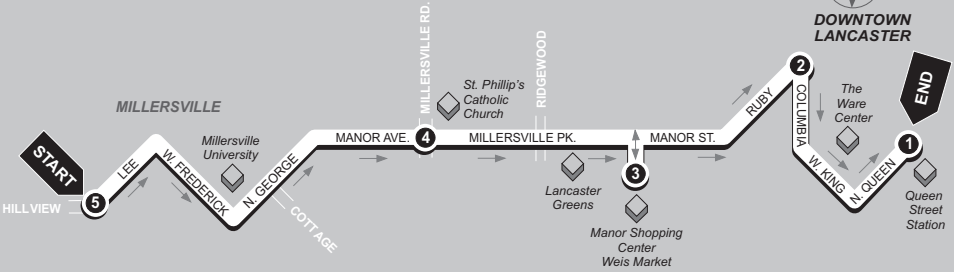 DOWNTOWN
LANCASTER
END
1
Queen
Street
Station
N. QUEEN
The
Ware
Center
W. KING
COLUMBIA
2
RUBY
MANOR ST.
3
Manor Shopping
Center
Weis Market
Lancaster
Greens
RIDGEWOOD
MILLERSVILLE PK.
St. Phillip's
Catholic
Church
MILLERSVILLE RD.
4
MANOR AVE.
COTTAGE
N. GEORGE
Millersville
University
W. FREDERICK
MILLERSVILLE
LEE
START
5
HILLVIEW